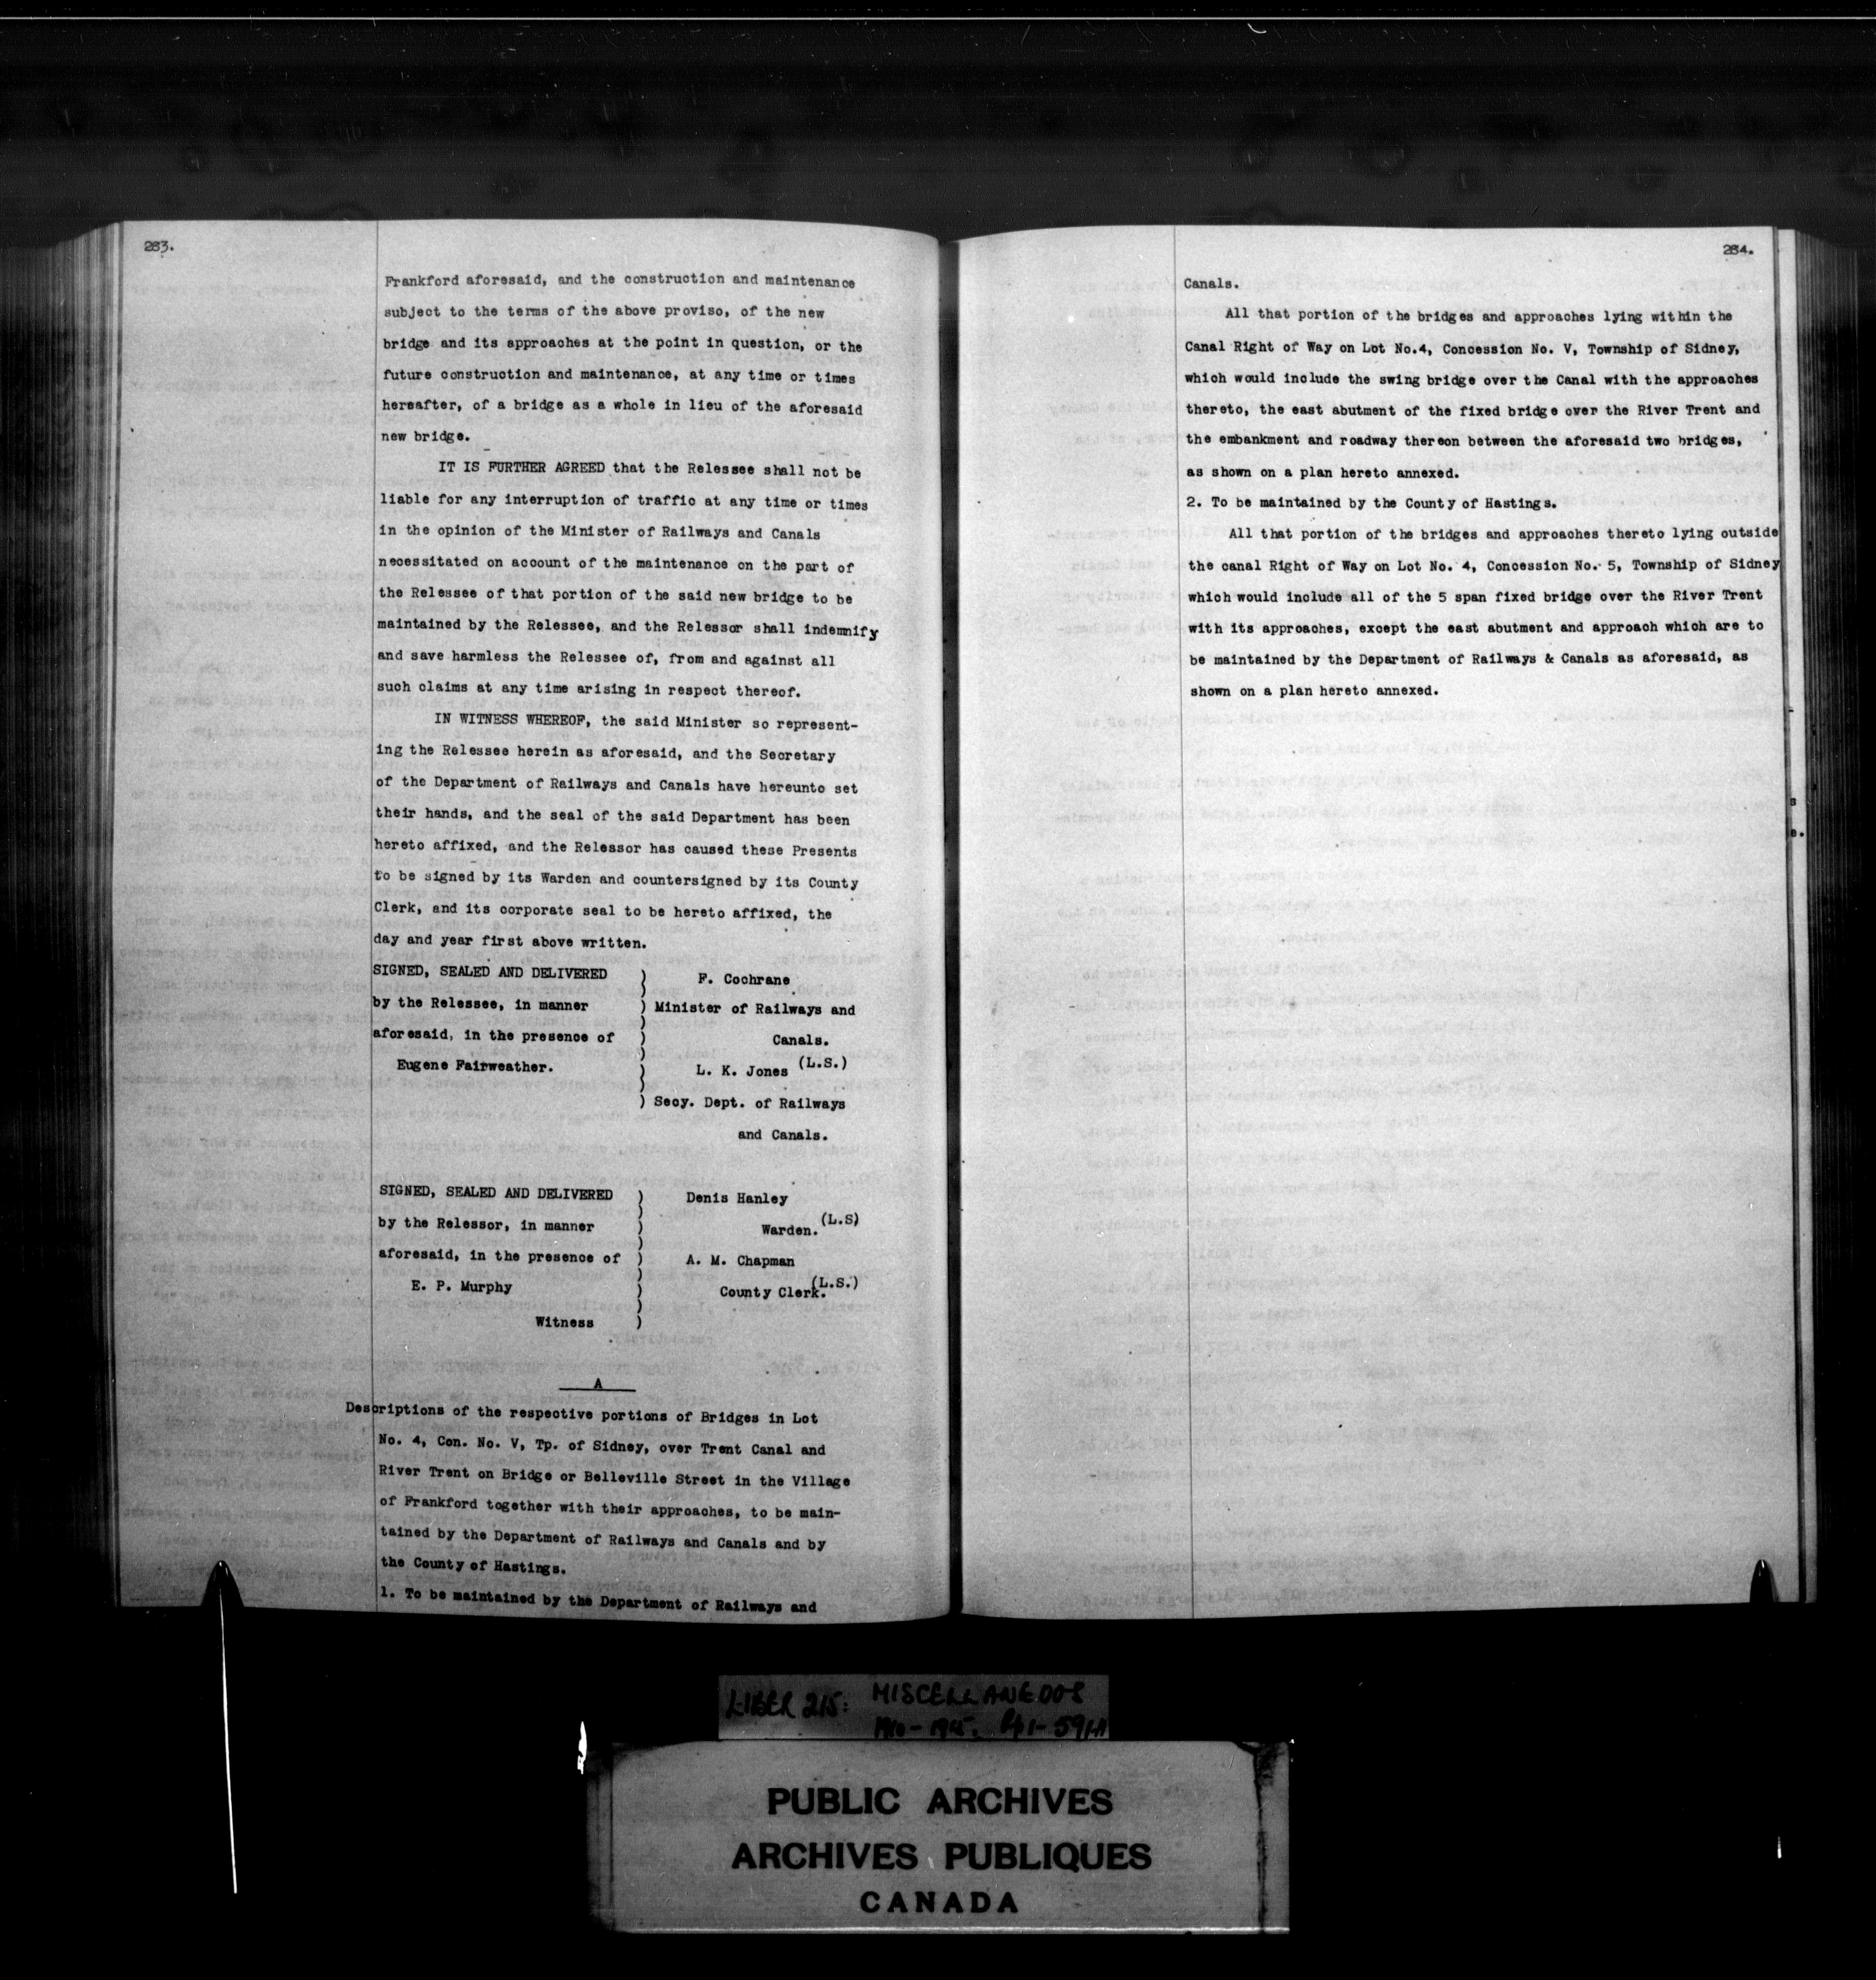 283.
Frankford aforesaid, and the construction and maintenance
subject to the terms of the above proviso, of the new
bridge and its approaches at the point in question, or the
future construction and maintenance, at any time or times
hereafter, of a bridge as a whole in lieu of the aforesaid
new bridge.
IT IS FURTHER AGREED that the Relessee shall not be
liable for any interruption of traffic at any time or times
in the opinion of the Minister of Railways and Canals
necessitated on account of the maintenance on the part of
the Relessee of that portion of the said new bridge to be
maintained by the Relessee, and the Relessor shall indemnify
and save harmless the Relessee of, from and against all
such claims at any time arising in respect thereof.
IN WITNESS WHEREOF, the said Minister so represent-
ing the Relessee herein as aforesaid, and the Secretary
of the Department of Railways and Canals have hereunto set
their hands, and the seal of the said Department has been
hereto affixed, and the Relessor has caused these Presents
to be signed by its Warden and countersigned by its County
Clerk, and its corporate seal to be hereto affixed, the
day and year first above written.
SIGNED, SEALED AND DELIVERED ) F. Cochrane
by the Relessee, in manner ) Minister of Railways and
aforesaid, in the presence of ) Canals.
Eugene Fairweather. ) L. K. Jones (L.S.)
) Secy. Dept. of Railways
and Canals.
SIGNED, SEALED AND DELIVERED ) Denis Hanley
by the Relessor, in manner ) Warden. (L.S)
aforesaid, in the presence of ) A. M. Chapman
E. P. Murphy ) County Clerk. (L.S.)
Witness )
A
Descriptions of the respective portions of Bridges in Lot
No. 4, Con. No. V, Tp. of Sidney, over Trent Canal and
River Trent on Bridge or Belleville Street in the Village
of Frankford together with their approaches, to be main-
tained by the Department of Railways and Canals and by
the County of Hastings.
1. To be maintained by the Department of Railways and
284.
Canals.
All that portion of the bridges and approaches lying within the
Canal Right of Way on Lot No.4, Concession No. V, Township of Sidney,
which would include the swing bridge over the Canal with the approaches
thereto, the east abutment of the fixed bridge over the River Trent and
the embankment and roadway thereon between the aforesaid two bridges,
as shown on a plan hereto annexed.
2. To be maintained by the County of Hastings.
All that portion of the bridges and approaches thereto lying outside
the canal Right of Way on Lot No. 4, Concession No. 5, Township of Sidney
which would include all of the 5 span fixed bridge over the River Trent
with its approaches, except the east abutment and approach which are to
be maintained by the Department of Railways & Canals as aforesaid, as
shown on a plan hereto annexed.
LIBER 215: MISCELLANEOUS
1910-1915. Pp 1-591A
PUBLIC ARCHIVES
ARCHIVES PUBLIQUES
CANADA